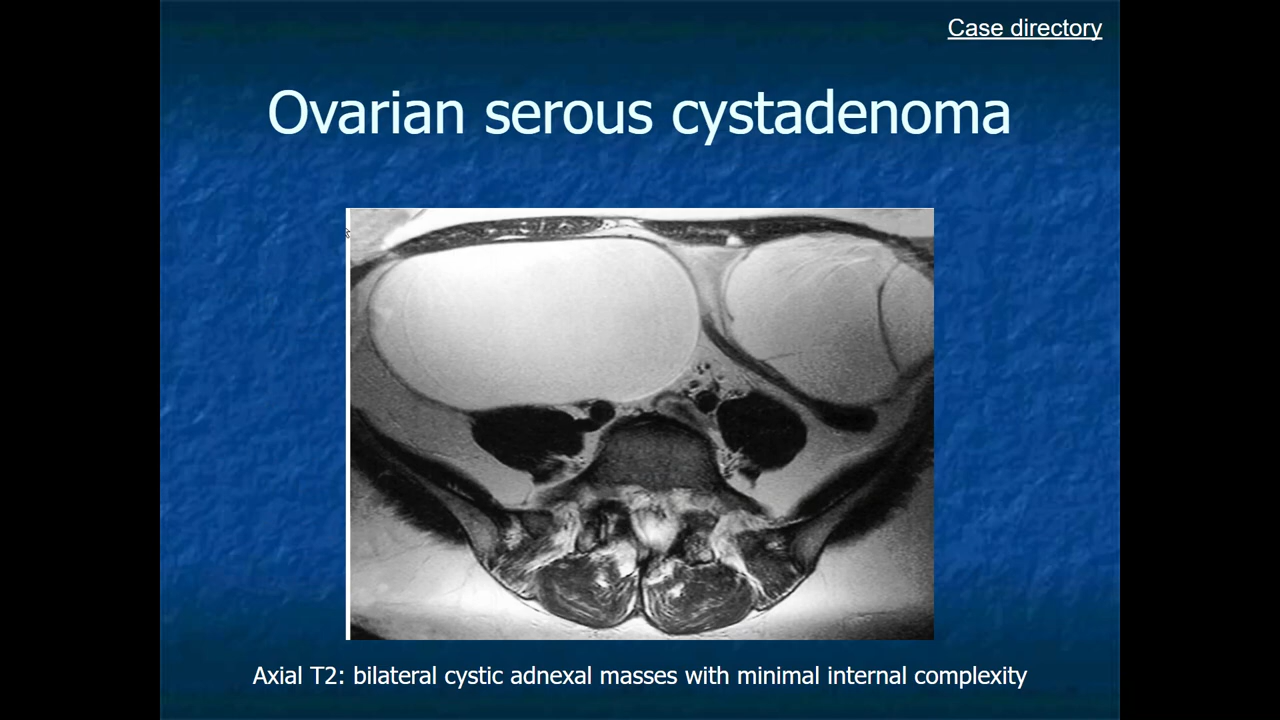 Case directory
Ovarian serous cystadenoma
Axial T2: bilateral cystic adnexal masses with minimal internal complexity